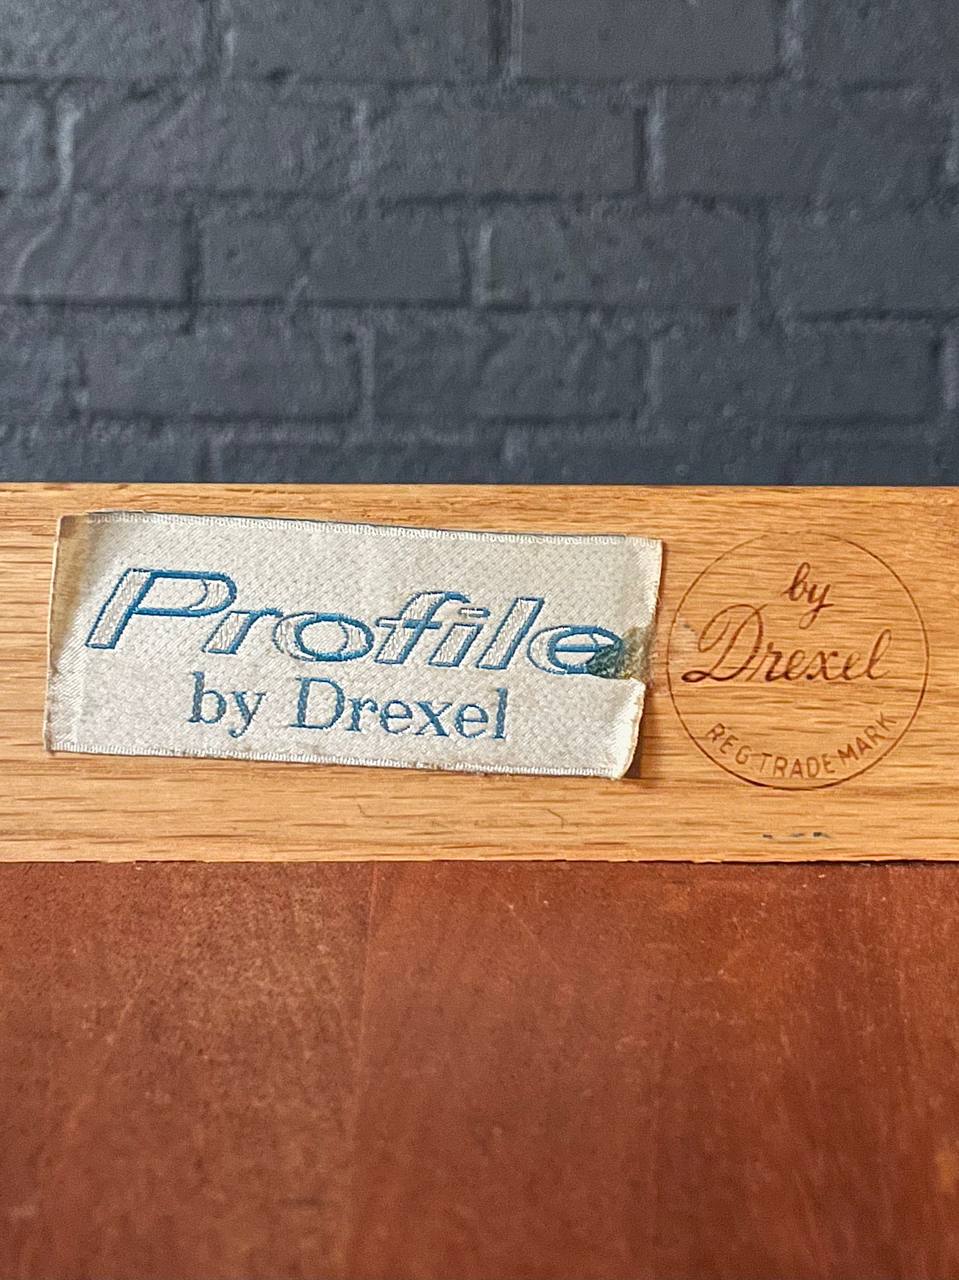 Profile
by Drexel
by
Drexel
REG TRADEMARK